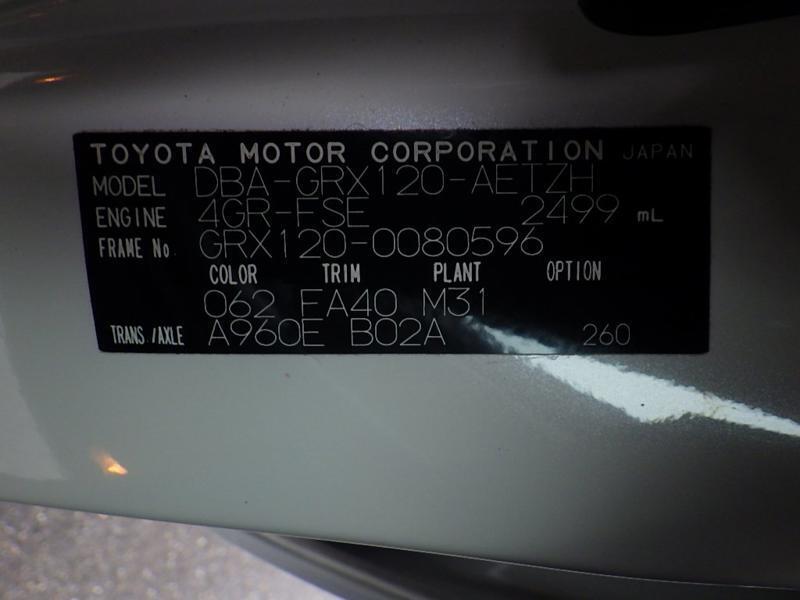 TOYOTA MOTOR CORPORATION JAPAN
MODEL DBA-GRX120-AETZH
ENGINE 4GR-FSE 2499 mL
FRAME No GRX120-0080596
COLOR TRIM PLANT OPTION
062 FA40 M31
TRANS./AXLE A960E B02A 260